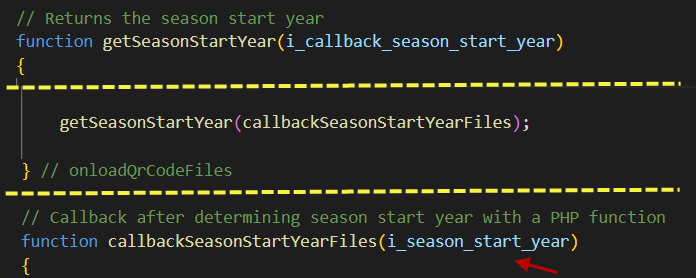 // Returns the season start year
function getSeasonStartYear(i_callback_season_start_year)
{
getSeasonStartYear(callbackSeasonStartYearFiles);
} // onloadQrCodeFiles
// Callback after determining season start year with a PHP function
function callbackSeasonStartYearFiles(i_season_start_year)
{